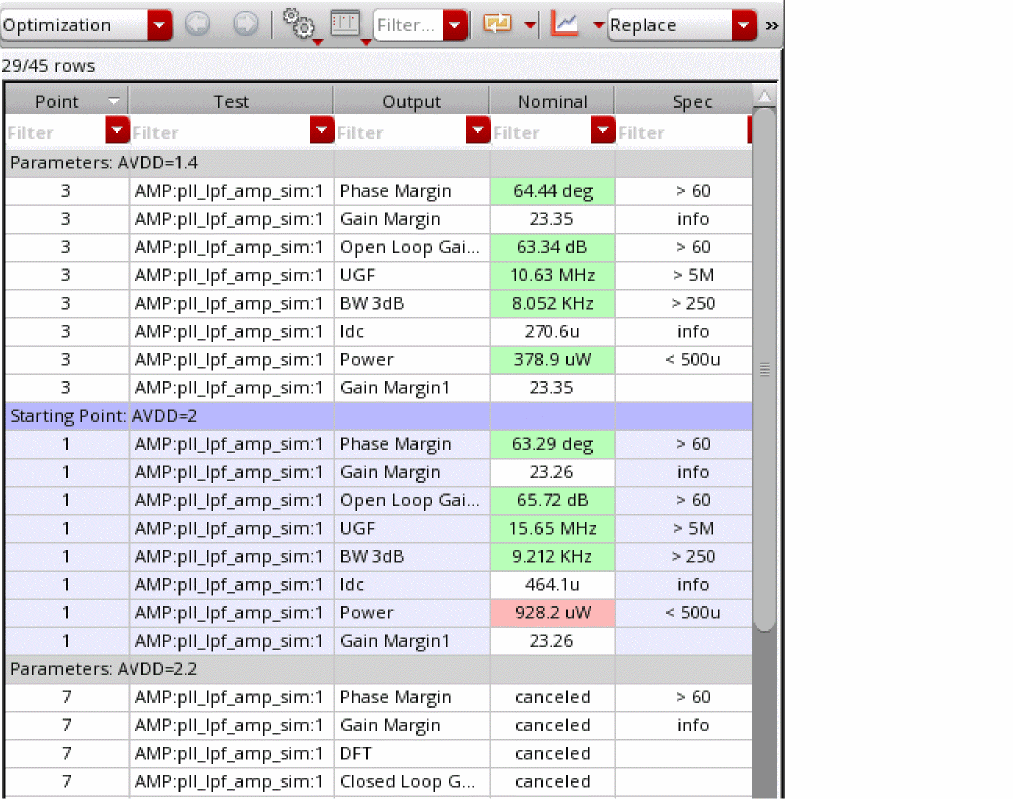 Optimization Filter... Replace »
29/45 rows
Point Test Output Nominal Spec
Filter Filter Filter Filter Filter
Parameters: AVDD=1.4
3 AMP:pll_lpf_amp_sim:1 Phase Margin 64.44 deg > 60
3 AMP:pll_lpf_amp_sim:1 Gain Margin 23.35 info
3 AMP:pll_lpf_amp_sim:1 Open Loop Gai... 63.34 dB > 60
3 AMP:pll_lpf_amp_sim:1 UGF 10.63 MHz > 5M
3 AMP:pll_lpf_amp_sim:1 BW 3dB 8.052 KHz > 250
3 AMP:pll_lpf_amp_sim:1 Idc 270.6u info
3 AMP:pll_lpf_amp_sim:1 Power 378.9 uW < 500u
3 AMP:pll_lpf_amp_sim:1 Gain Margin1 23.35
Starting Point: AVDD=2
1 AMP:pll_lpf_amp_sim:1 Phase Margin 63.29 deg > 60
1 AMP:pll_lpf_amp_sim:1 Gain Margin 23.26 info
1 AMP:pll_lpf_amp_sim:1 Open Loop Gai... 65.72 dB > 60
1 AMP:pll_lpf_amp_sim:1 UGF 15.65 MHz > 5M
1 AMP:pll_lpf_amp_sim:1 BW 3dB 9.212 KHz > 250
1 AMP:pll_lpf_amp_sim:1 Idc 464.1u info
1 AMP:pll_lpf_amp_sim:1 Power 928.2 uW < 500u
1 AMP:pll_lpf_amp_sim:1 Gain Margin1 23.26
Parameters: AVDD=2.2
7 AMP:pll_lpf_amp_sim:1 Phase Margin canceled > 60
7 AMP:pll_lpf_amp_sim:1 Gain Margin canceled info
7 AMP:pll_lpf_amp_sim:1 DFT canceled
7 AMP:pll_lpf_amp_sim:1 Closed Loop G... canceled